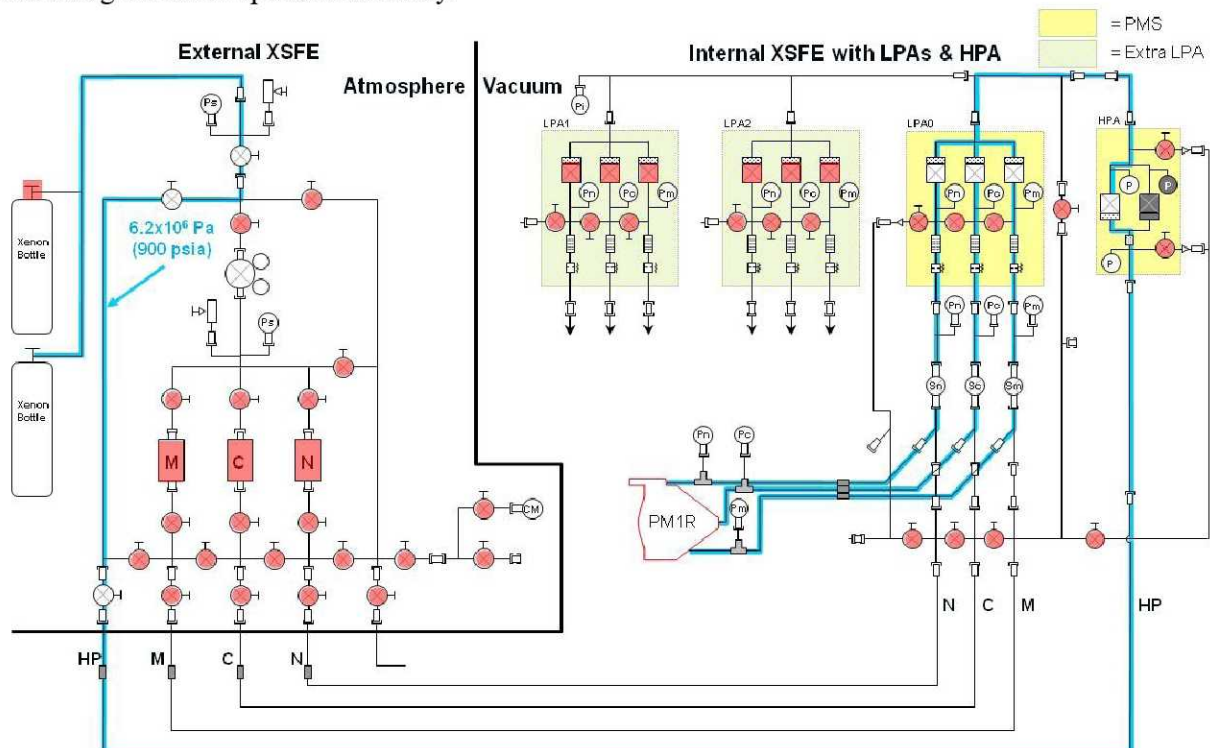 External XSFE
Internal XSFE with LPAs & HPA
= PMS
= Extra LPA
Atmosphere
Vacuum
Ps
Pi
LPA1
LPA2
LPA0
HPA
Pn
Pc
Pm
Pn
Pc
Pm
Pn
Pc
Pm
P
P
P
6.2x10⁶ Pa
(900 psia)
Xenon
Bottle
Xenon
Bottle
Ps
Pn
Pc
Pm
Sn
Sc
Sm
M
C
N
Pn
Pc
Pm
PM1R
CM
N
C
M
HP
HP
M
C
N